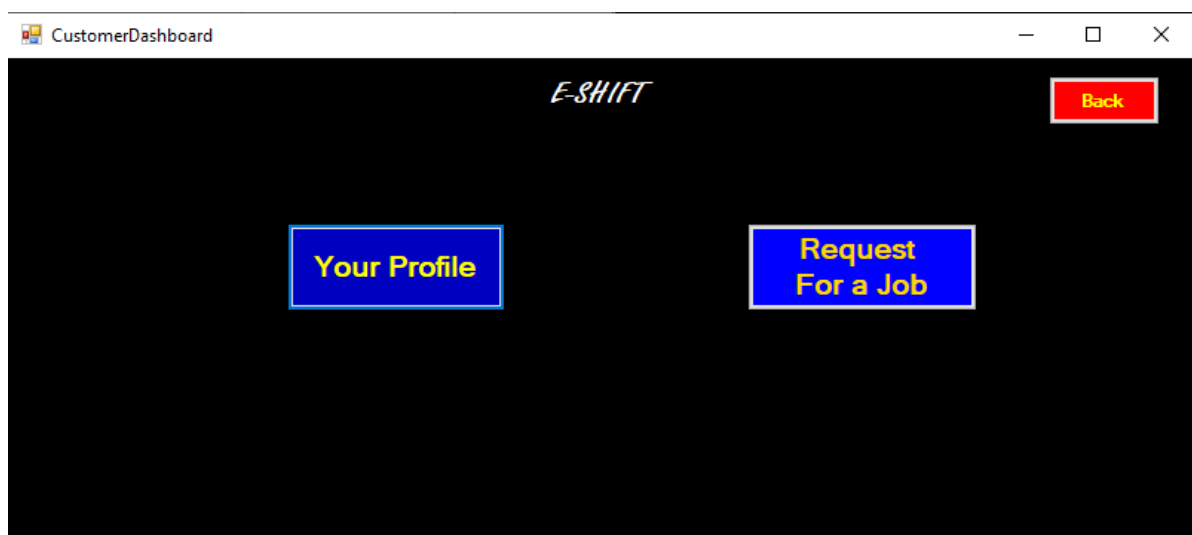 CustomerDashboard
E-SHIFT
Back
Your Profile
Request
For a Job